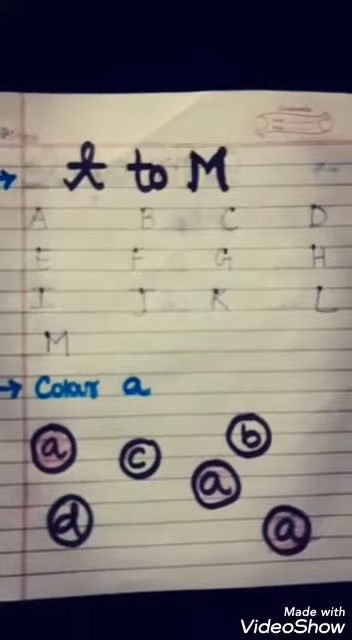 → A to M
A B C D
E F G H
I J K L
M
→ Colour a
a c b
a
d a
Made with
VideoShow